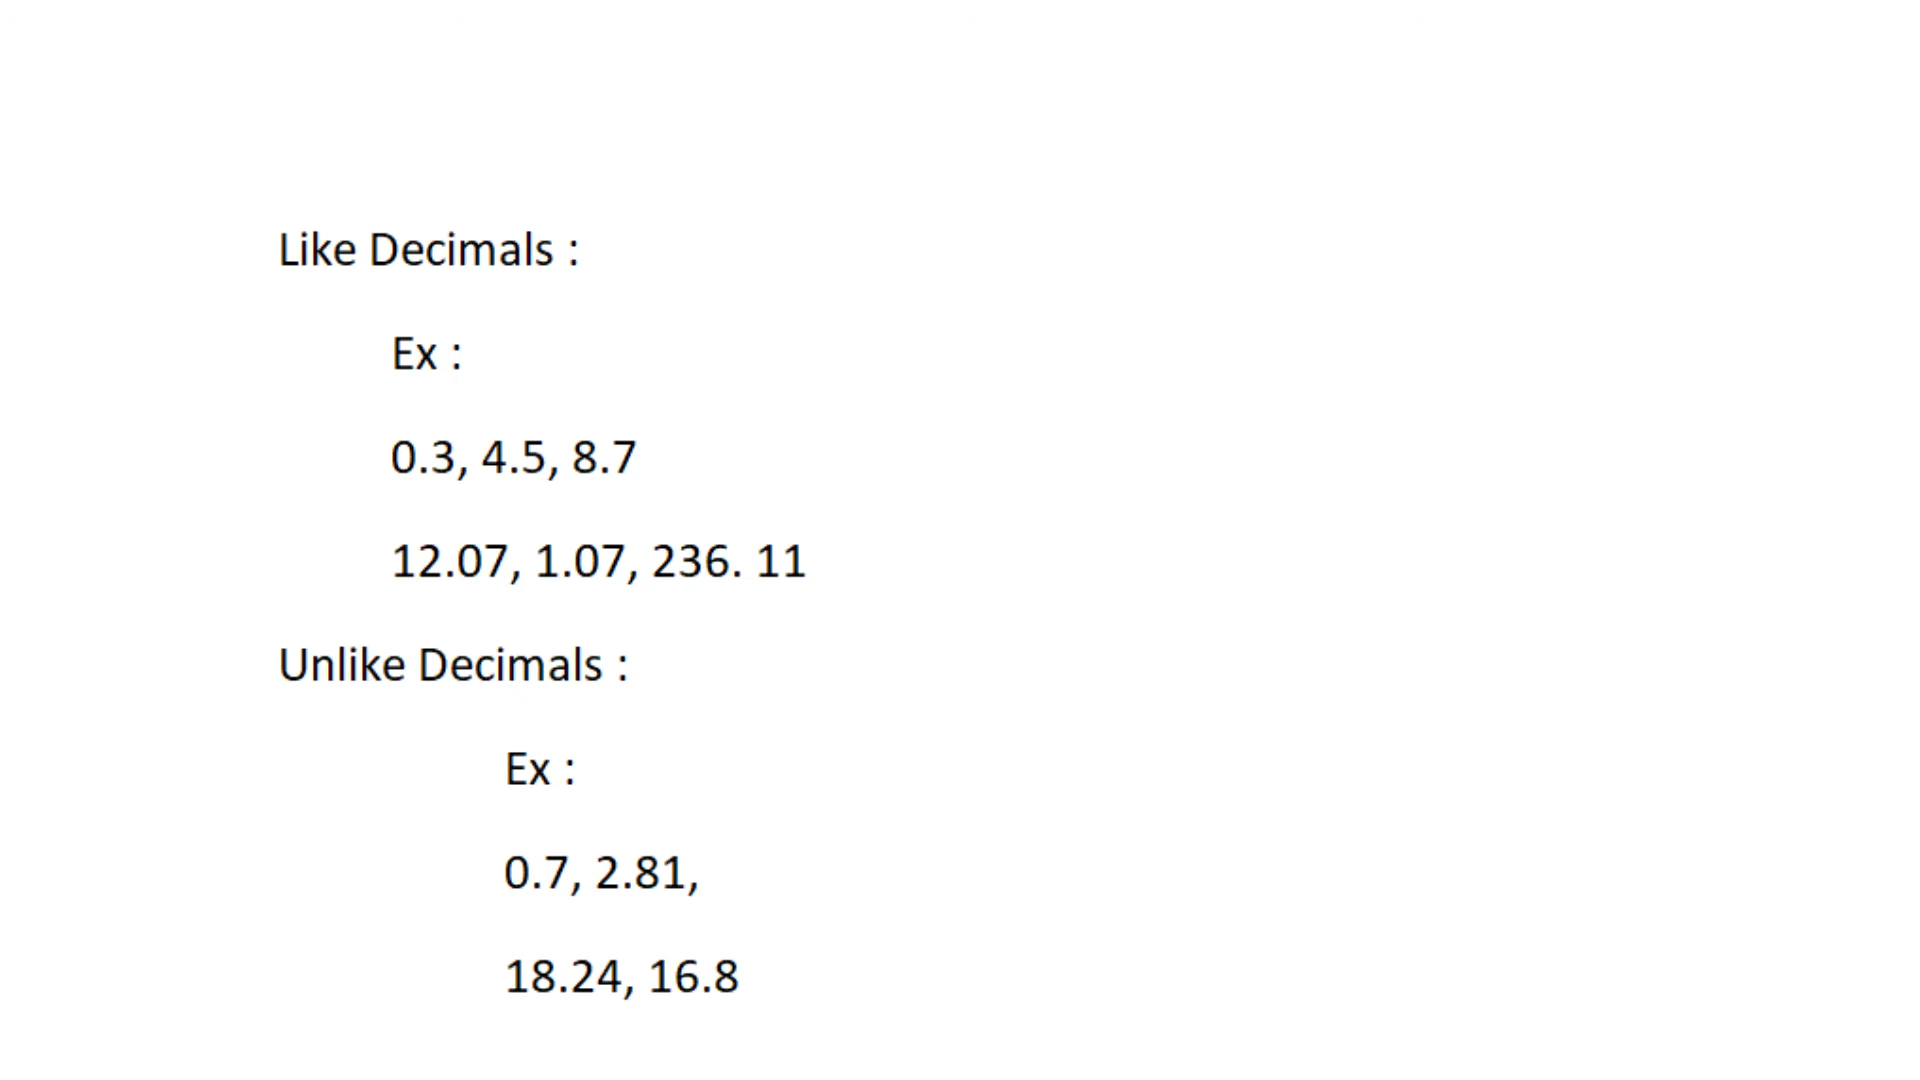 Like Decimals :
Ex :
0.3, 4.5, 8.7
12.07, 1.07, 236. 11
Unlike Decimals :
Ex :
0.7, 2.81,
18.24, 16.8